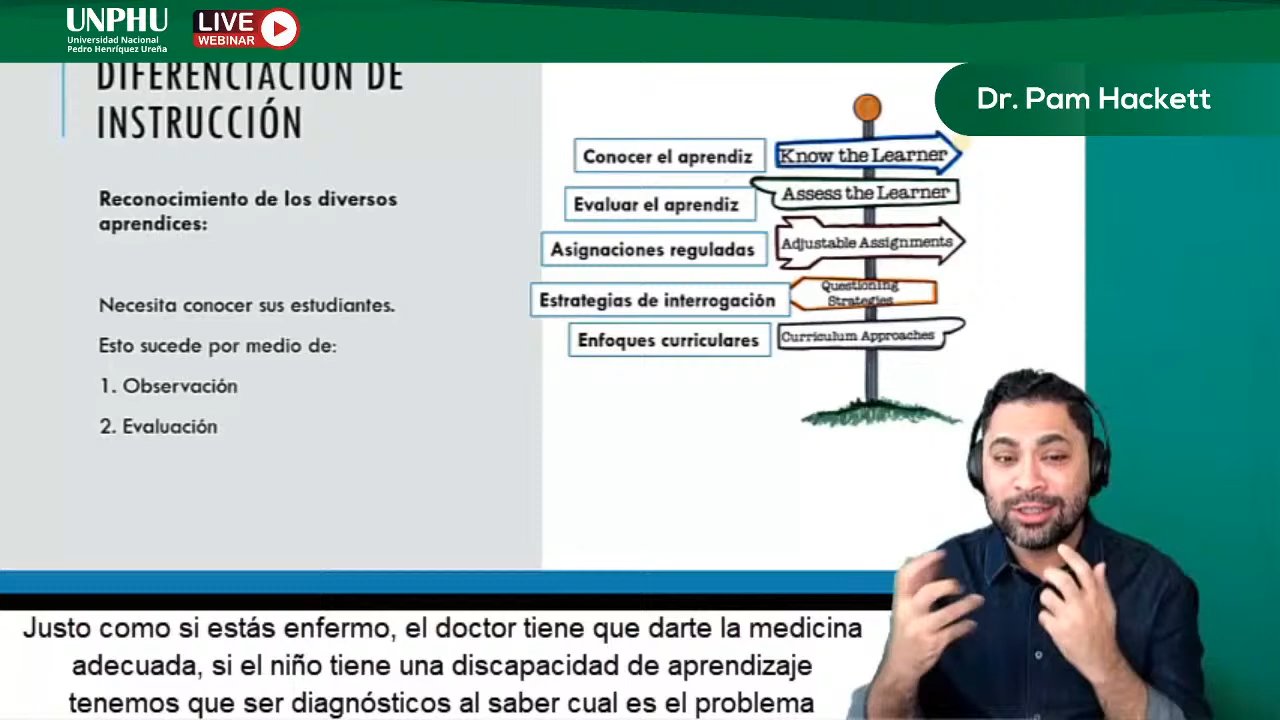 UNPHU
Universidad Nacional
Pedro Henríquez Ureña
LIVE
WEBINAR
Dr. Pam Hackett
DIFERENCIACIÓN DE
INSTRUCCIÓN
Reconocimiento de los diversos
aprendices:
Necesita conocer sus estudiantes.
Esto sucede por medio de:
1. Observación
2. Evaluación
Conocer el aprendiz
Know the Learner
Evaluar el aprendiz
Assess the Learner
Asignaciones reguladas
Adjustable Assignments
Estrategias de interrogación
Questioning
Strategies
Enfoques curriculares
Curriculum Approaches
Justo como si estás enfermo, el doctor tiene que darte la medicina
adecuada, si el niño tiene una discapacidad de aprendizaje
tenemos que ser diagnósticos al saber cual es el problema